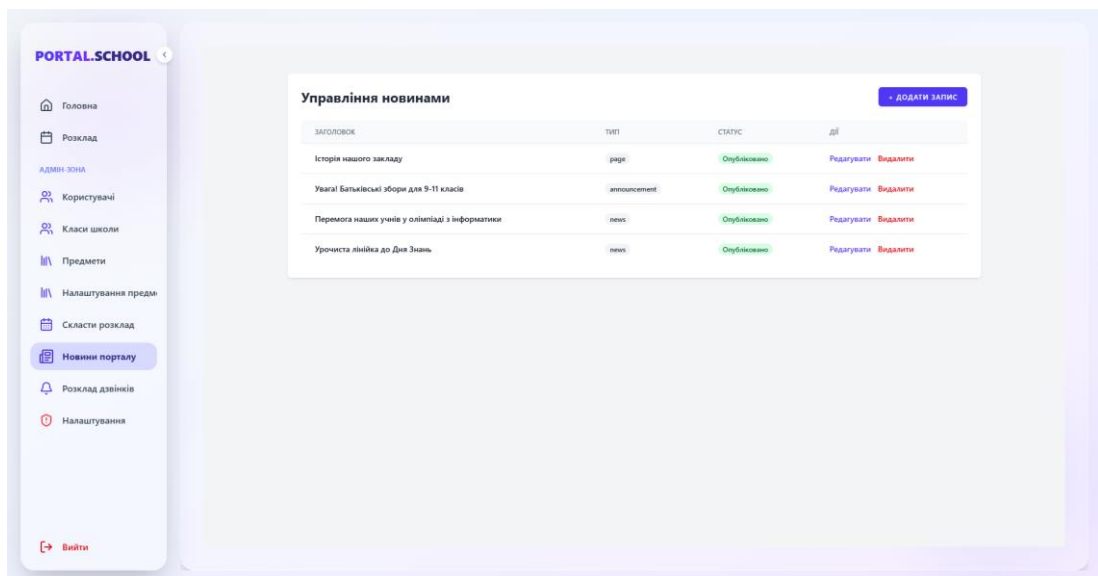 PORTAL.SCHOOL
Головна
Розклад
АДМІН-ЗОНА
Користувачі
Класи школи
Предмети
Налаштування предм
Скласти розклад
Новини порталу
Розклад дзвінків
Налаштування
Вийти
Управління новинами
+ ДОДАТИ ЗАПИС
ЗАГОЛОВОК ТИП СТАТУС ДІЇ
Історія нашого закладу page Опубліковано Редагувати Видалити
Увага! Батьківські збори для 9-11 класів announcement Опубліковано Редагувати Видалити
Перемога наших учнів у олімпіаді з інформатики news Опубліковано Редагувати Видалити
Урочиста лінійка до Дня Знань news Опубліковано Редагувати Видалити